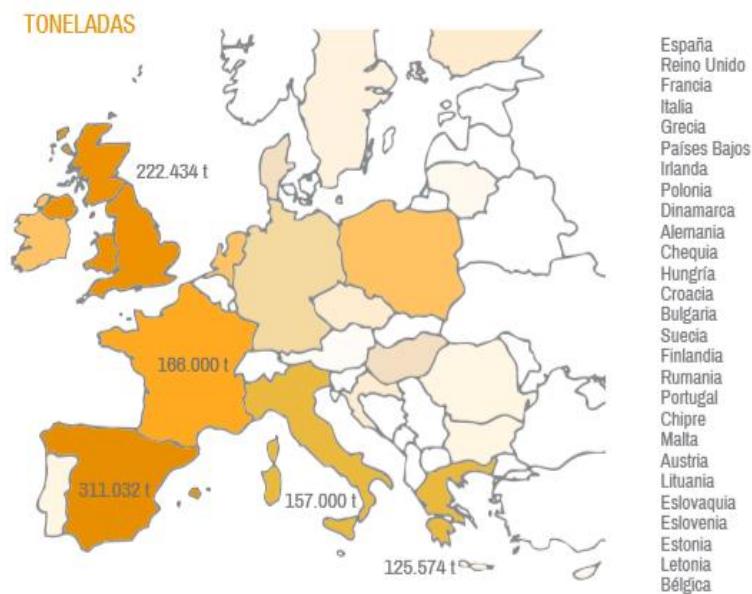 TONELADAS
222.434 t
166.000 t
311.032 t
157.000 t
125.574 t
España
Reino Unido
Francia
Italia
Grecia
Países Bajos
Irlanda
Polonia
Dinamarca
Alemania
Chequia
Hungría
Croacia
Bulgaria
Suecia
Finlandia
Rumania
Portugal
Chipre
Malta
Austria
Lituania
Eslovaquia
Eslovenia
Estonia
Letonia
Bélgica